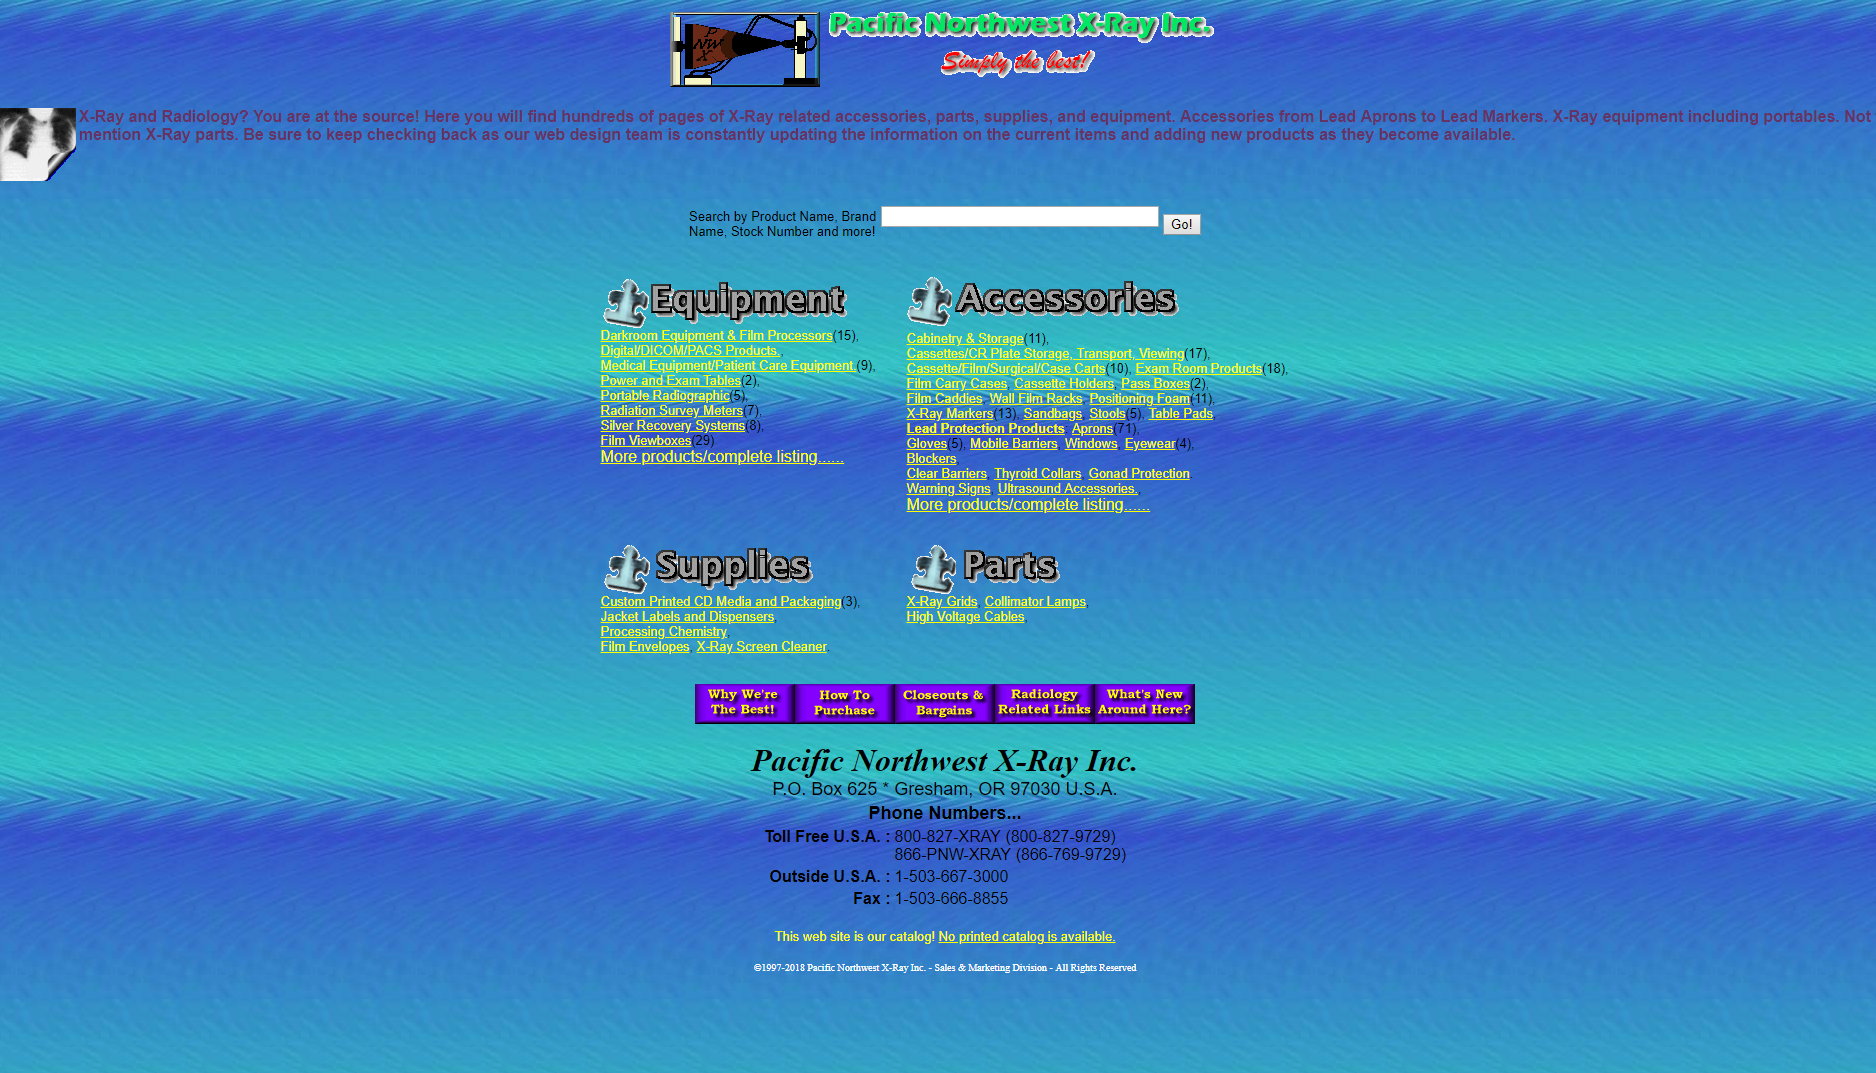 PNWX
Pacific Northwest X-Ray Inc.
Simply the best!
X-Ray and Radiology? You are at the source! Here you will find hundreds of pages of X-Ray related accessories, parts, supplies, and equipment. Accessories from Lead Aprons to Lead Markers. X-Ray equipment including portables. Not
mention X-Ray parts. Be sure to keep checking back as our web design team is constantly updating the information on the current items and adding new products as they become available.
Search by Product Name, Brand
Name, Stock Number and more!
Go!
Equipment
Darkroom Equipment & Film Processors(15),
Digital/DICOM/PACS Products.,
Medical Equipment/Patient Care Equipment (9),
Power and Exam Tables(2),
Portable Radiographic(5),
Radiation Survey Meters(7),
Silver Recovery Systems(8),
Film Viewboxes(29)
More products/complete listing......
Accessories
Cabinetry & Storage(11),
Cassettes/CR Plate Storage, Transport, Viewing(17),
Cassette/Film/Surgical/Case Carts(10), Exam Room Products(18),
Film Carry Cases, Cassette Holders, Pass Boxes(2),
Film Caddies, Wall Film Racks, Positioning Foam(11),
X-Ray Markers(13), Sandbags, Stools(5), Table Pads
Lead Protection Products: Aprons(71),
Gloves(5), Mobile Barriers, Windows, Eyewear(4),
Blockers,
Clear Barriers, Thyroid Collars, Gonad Protection.
Warning Signs, Ultrasound Accessories.,
More products/complete listing......
Supplies
Custom Printed CD Media and Packaging(3),
Jacket Labels and Dispensers,
Processing Chemistry,
Film Envelopes, X-Ray Screen Cleaner.
Parts
X-Ray Grids, Collimator Lamps,
High Voltage Cables.
Why We're The Best!
How To Purchase
Closeouts & Bargains
Radiology Related Links
What's New Around Here?
Pacific Northwest X-Ray Inc.
P.O. Box 625 * Gresham, OR 97030 U.S.A.
Phone Numbers...
Toll Free U.S.A. : 800-827-XRAY (800-827-9729)
866-PNW-XRAY (866-769-9729)
Outside U.S.A. : 1-503-667-3000
Fax : 1-503-666-8855
This web site is our catalog! No printed catalog is available.
©1997-2018 Pacific Northwest X-Ray Inc. - Sales & Marketing Division - All Rights Reserved